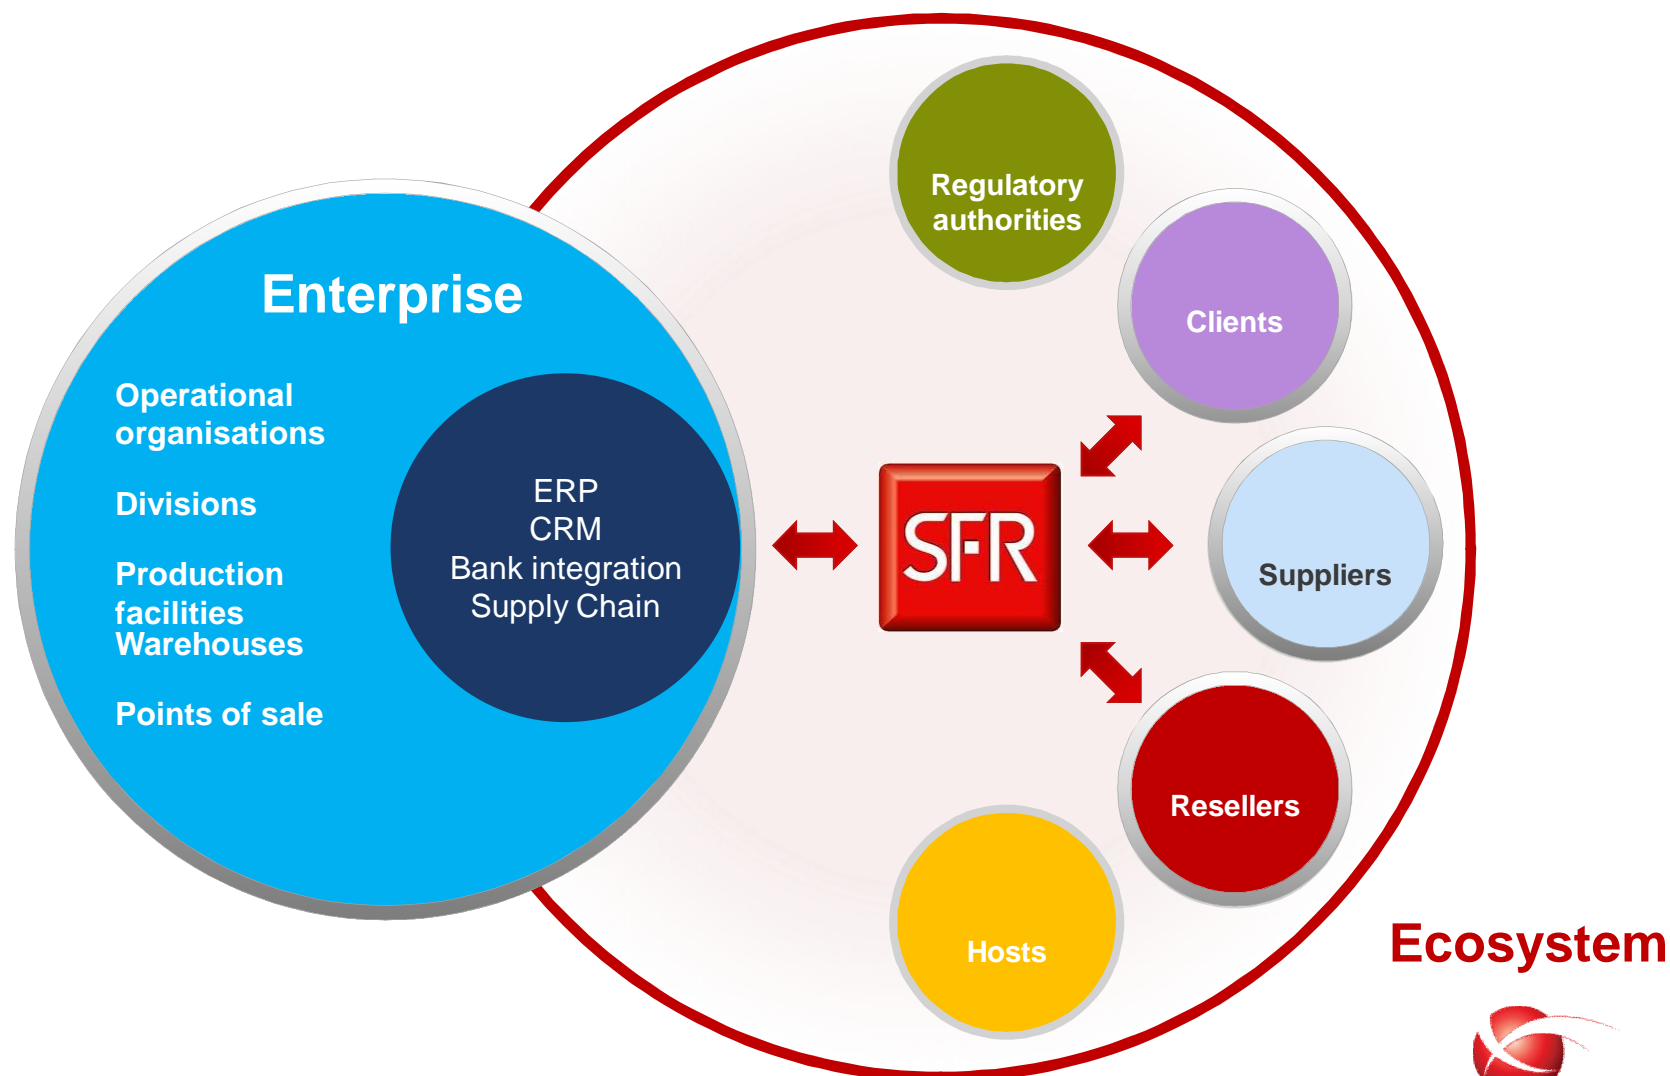 Enterprise
Operational
organisations
Divisions
Production
facilities
Warehouses
Points of sale
ERP
CRM
Bank integration
Supply Chain
SFR
Regulatory
authorities
Clients
Suppliers
Resellers
Hosts
Ecosystem